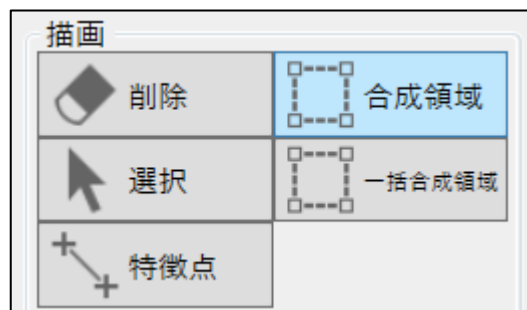 描画
削除
合成領域
選択
一括合成領域
特徴点